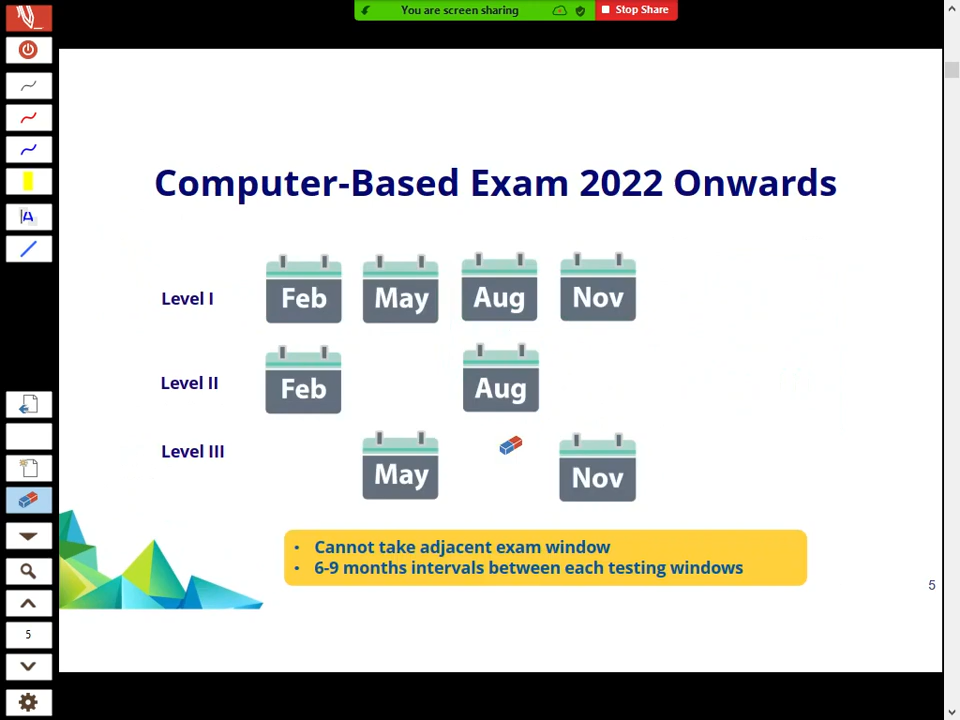 You are screen sharing
Stop Share
Computer-Based Exam 2022 Onwards
Level I
Feb
May
Aug
Nov
Level II
Feb
Aug
Level III
May
Nov
• Cannot take adjacent exam window
• 6-9 months intervals between each testing windows
5
A
5